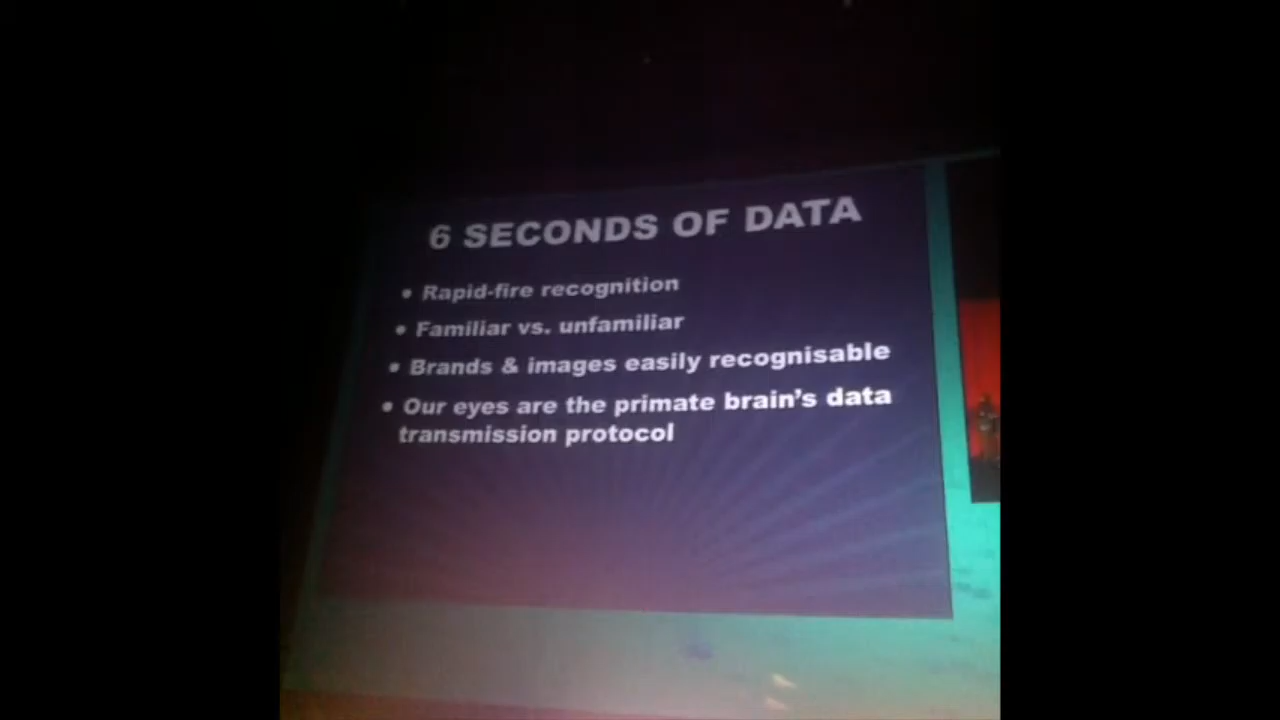 6 SECONDS OF DATA
• Rapid-fire recognition
• Familiar vs. unfamiliar
• Brands & images easily recognisable
• Our eyes are the primate brain's data
transmission protocol